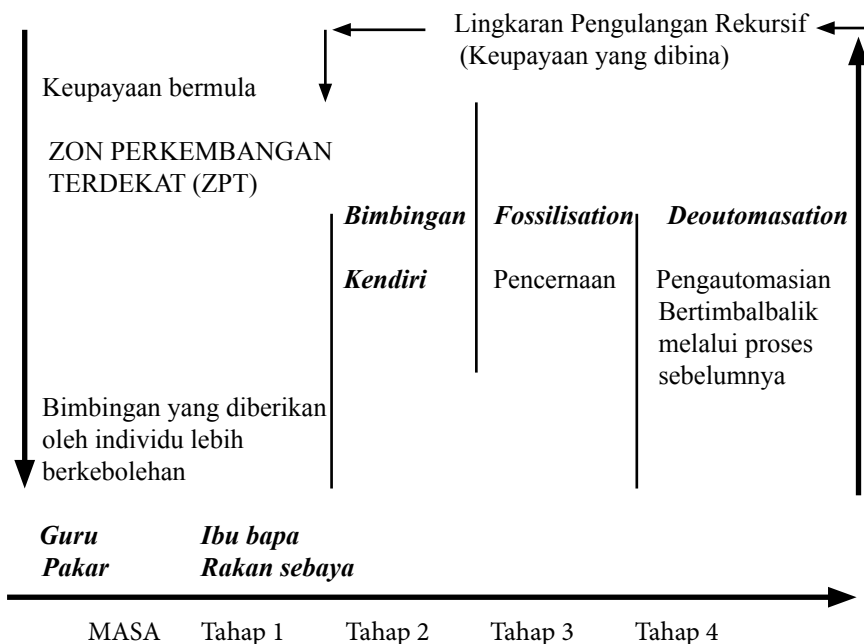 Lingkaran Pengulangan Rekursif
(Keupayaan yang dibina)
Keupayaan bermula
ZON PERKEMBANGAN
TERDEKAT (ZPT)
Bimbingan yang diberikan
oleh individu lebih
berkebolehan
Bimbingan
Kendiri
Fossilisation
Pencernaan
Deoutomasation
Pengautomasian
Bertimbalbalik
melalui proses
sebelumnya
Guru Ibu bapa
Pakar Rakan sebaya
MASA Tahap 1 Tahap 2 Tahap 3 Tahap 4